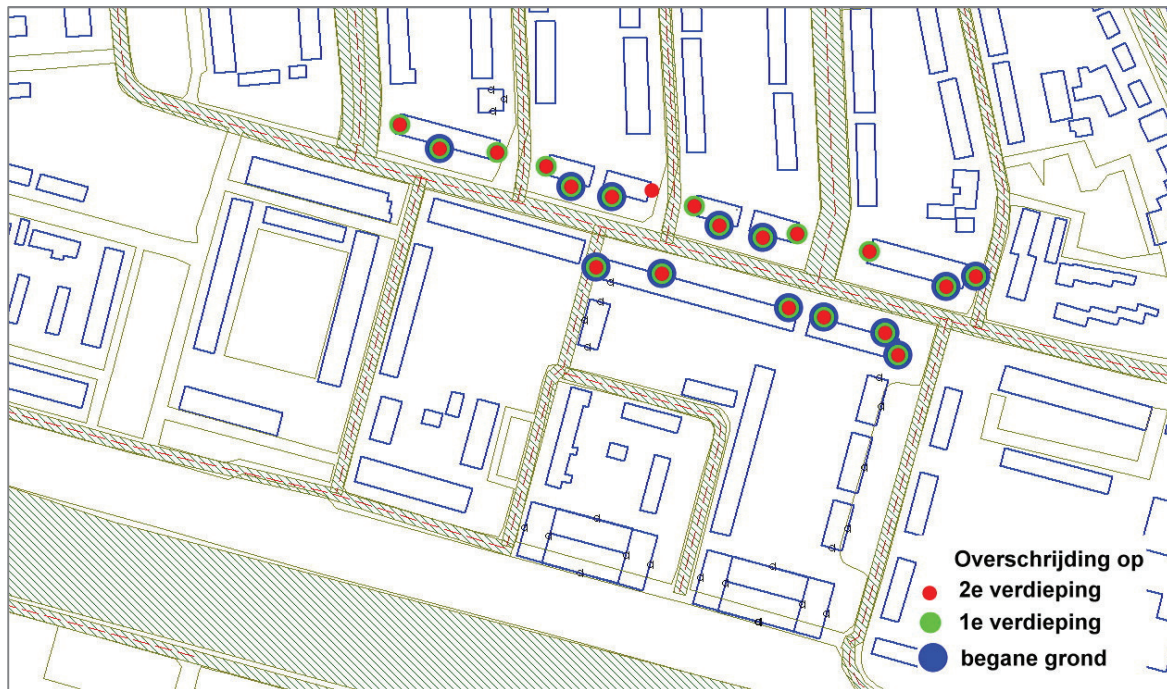 Overschrijding op
2e verdieping
1e verdieping
begane grond